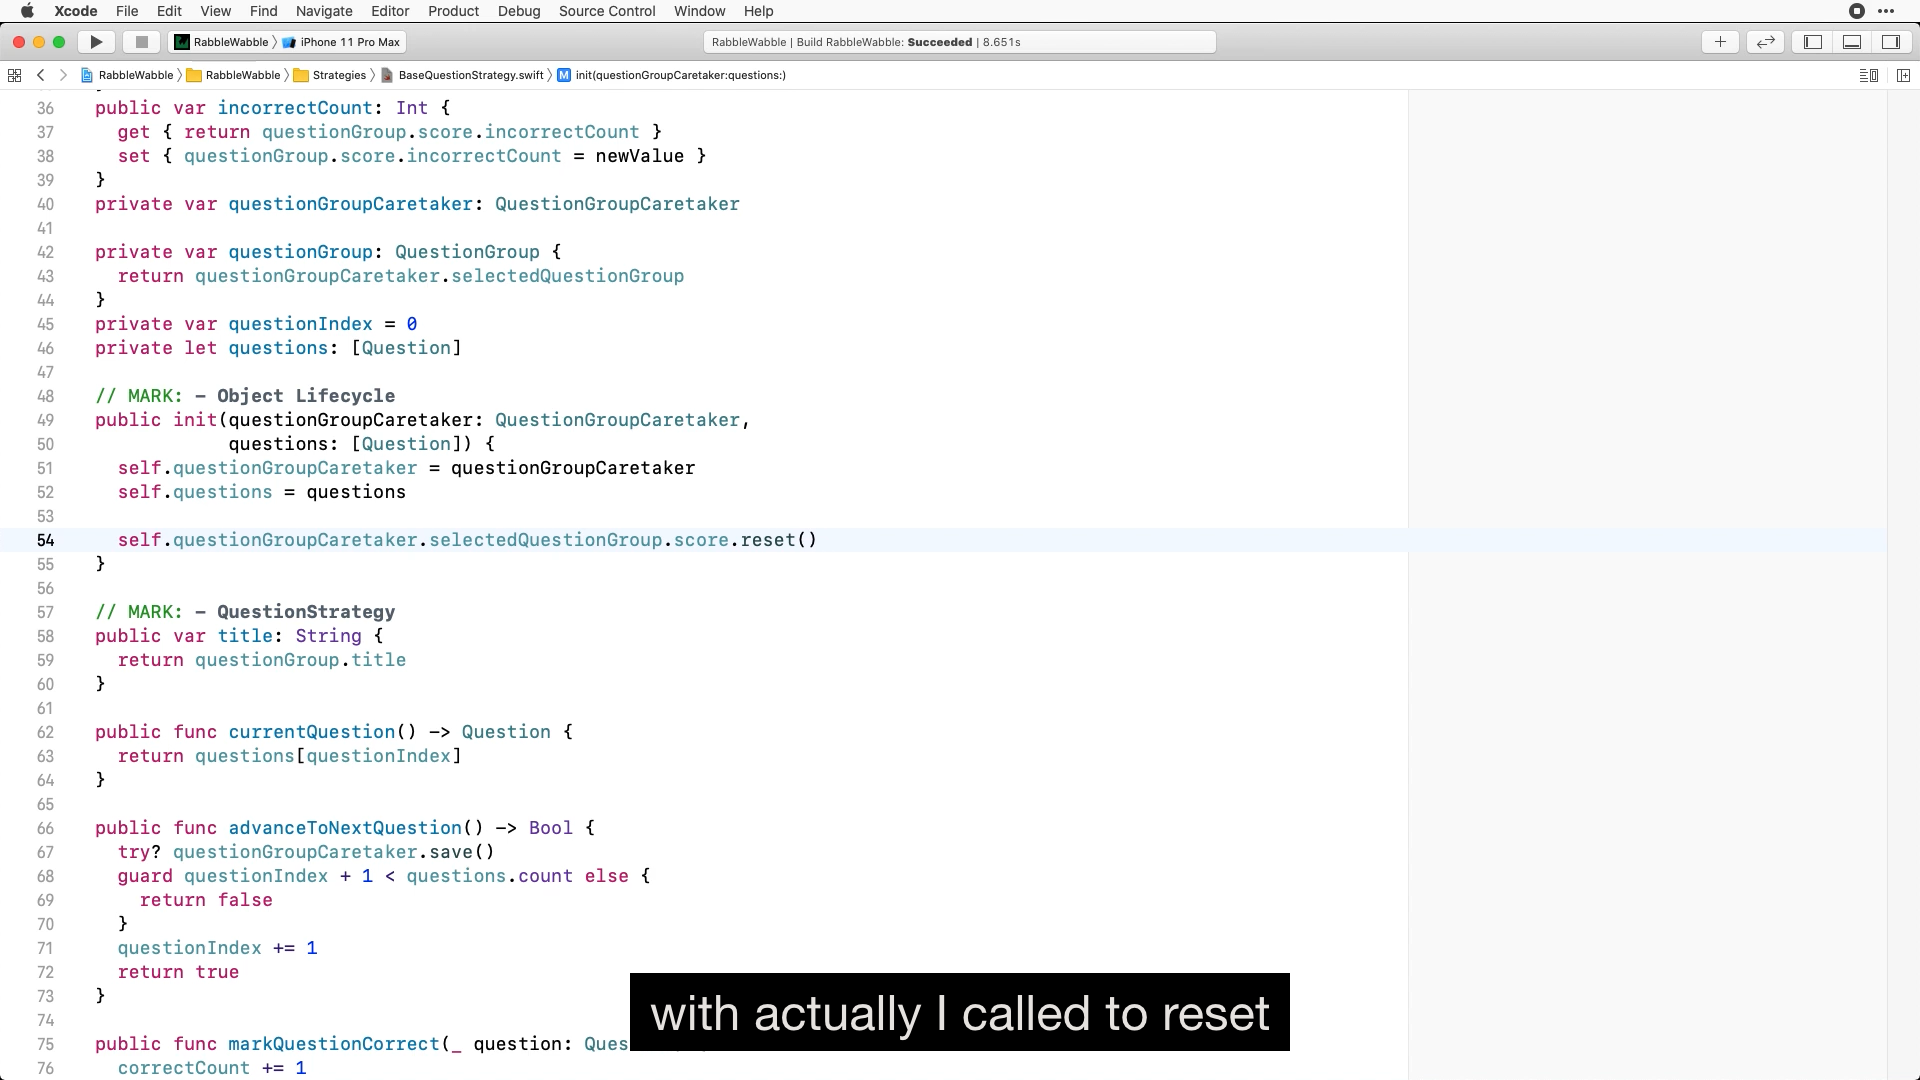 Xcode File Edit View Find Navigate Editor Product Debug Source Control Window Help
RabbleWabble 〉 iPhone 11 Pro Max
RabbleWabble | Build RabbleWabble: Succeeded | 8.651s
RabbleWabble 〉 RabbleWabble 〉 Strategies 〉 BaseQuestionStrategy.swift 〉 M init(questionGroupCaretaker:questions:)
36 public var incorrectCount: Int {
37 get { return questionGroup.score.incorrectCount }
38 set { questionGroup.score.incorrectCount = newValue }
39 }
40 private var questionGroupCaretaker: QuestionGroupCaretaker
41
42 private var questionGroup: QuestionGroup {
43 return questionGroupCaretaker.selectedQuestionGroup
44 }
45 private var questionIndex = 0
46 private let questions: [Question]
47
48 // MARK: - Object Lifecycle
49 public init(questionGroupCaretaker: QuestionGroupCaretaker,
50 questions: [Question]) {
51 self.questionGroupCaretaker = questionGroupCaretaker
52 self.questions = questions
53
54 self.questionGroupCaretaker.selectedQuestionGroup.score.reset()
55 }
56
57 // MARK: - QuestionStrategy
58 public var title: String {
59 return questionGroup.title
60 }
61
62 public func currentQuestion() -> Question {
63 return questions[questionIndex]
64 }
65
66 public func advanceToNextQuestion() -> Bool {
67 try? questionGroupCaretaker.save()
68 guard questionIndex + 1 < questions.count else {
69 return false
70 }
71 questionIndex += 1
72 return true
73 }
74
75 public func markQuestionCorrect(_ question: Ques
76 correctCount += 1
with actually I called to reset